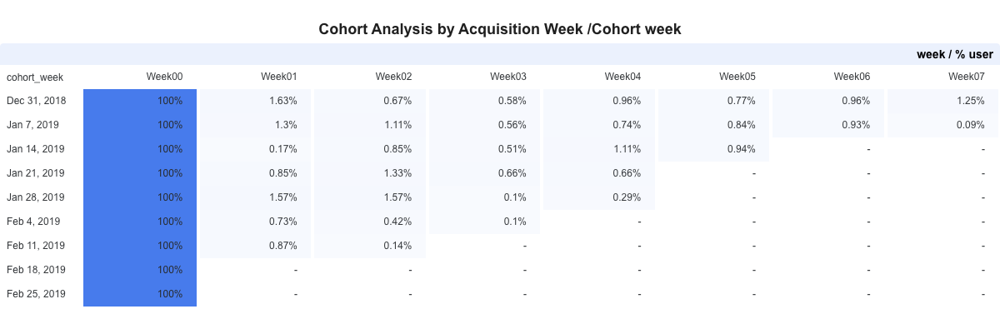 Cohort Analysis by Acquisition Week /Cohort week
week / % user
cohort_week Week00 Week01 Week02 Week03 Week04 Week05 Week06 Week07
Dec 31, 2018 100% 1.63% 0.67% 0.58% 0.96% 0.77% 0.96% 1.25%
Jan 7, 2019 100% 1.3% 1.11% 0.56% 0.74% 0.84% 0.93% 0.09%
Jan 14, 2019 100% 0.17% 0.85% 0.51% 1.11% 0.94% - -
Jan 21, 2019 100% 0.85% 1.33% 0.66% 0.66% - - -
Jan 28, 2019 100% 1.57% 1.57% 0.1% 0.29% - - -
Feb 4, 2019 100% 0.73% 0.42% 0.1% - - - -
Feb 11, 2019 100% 0.87% 0.14% - - - - -
Feb 18, 2019 100% - - - - - - -
Feb 25, 2019 100% - - - - - - -